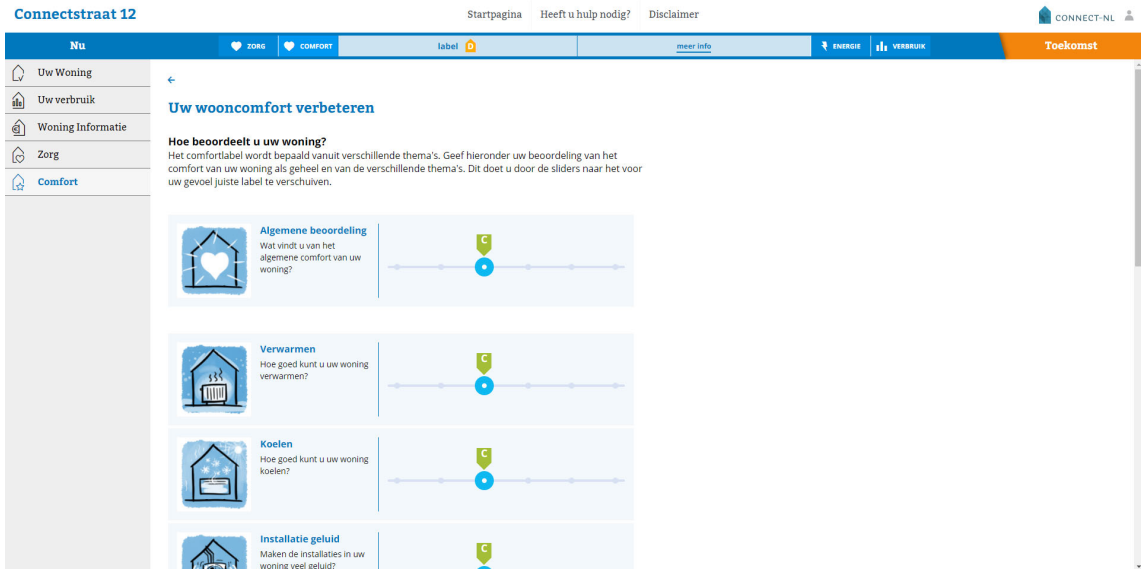 Connectstraat 12
Startpagina Heeft u hulp nodig? Disclaimer
CONNECT-NL
Nu
ZORG
COMFORT
label D
meer info
ENERGIE
VERBRUIK
Toekomst
Uw Woning
Uw verbruik
Woning Informatie
Zorg
Comfort
Uw wooncomfort verbeteren
Hoe beoordeelt u uw woning?
Het comfortlabel wordt bepaald vanuit verschillende thema's. Geef hieronder uw beoordeling van het
comfort van uw woning als geheel en van de verschillende thema's. Dit doet u door de sliders naar het voor
uw gevoel juiste label te verschuiven.
Algemene beoordeling
Wat vindt u van het
algemene comfort van uw
woning?
C
Verwarmen
Hoe goed kunt u uw woning
verwarmen?
C
Koelen
Hoe goed kunt u uw woning
koelen?
C
Installatie geluid
Maken de installaties in uw
woning veel geluid?
C